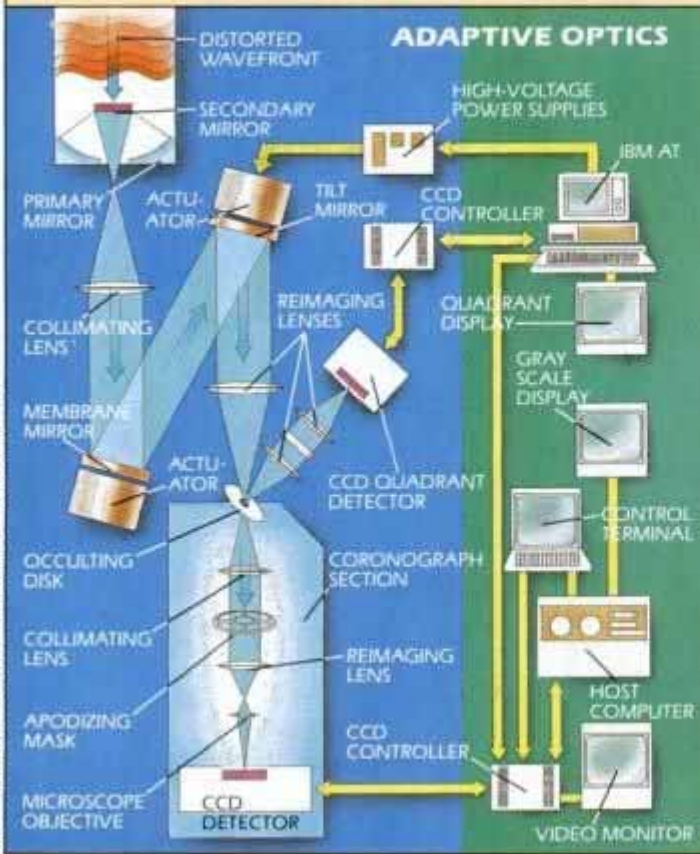 ADAPTIVE OPTICS
DISTORTED
WAVEFRONT
SECONDARY
MIRROR
HIGH-VOLTAGE
POWER SUPPLIES
IBM AT
PRIMARY
MIRROR
ACTU-
ATOR
TILT
MIRROR
CCD
CONTROLLER
COLLIMATING
LENS
REIMAGING
LENSES
QUADRANT
DISPLAY
GRAY
SCALE
DISPLAY
MEMBRANE
MIRROR
ACTU-
ATOR
CCD QUADRANT
DETECTOR
CONTROL
TERMINAL
OCCULTING
DISK
CORONOGRAPH
SECTION
COLLIMATING
LENS
REIMAGING
LENS
HOST
COMPUTER
APODIZING
MASK
CCD
CONTROLLER
MICROSCOPE
OBJECTIVE
CCD
DETECTOR
VIDEO MONITOR